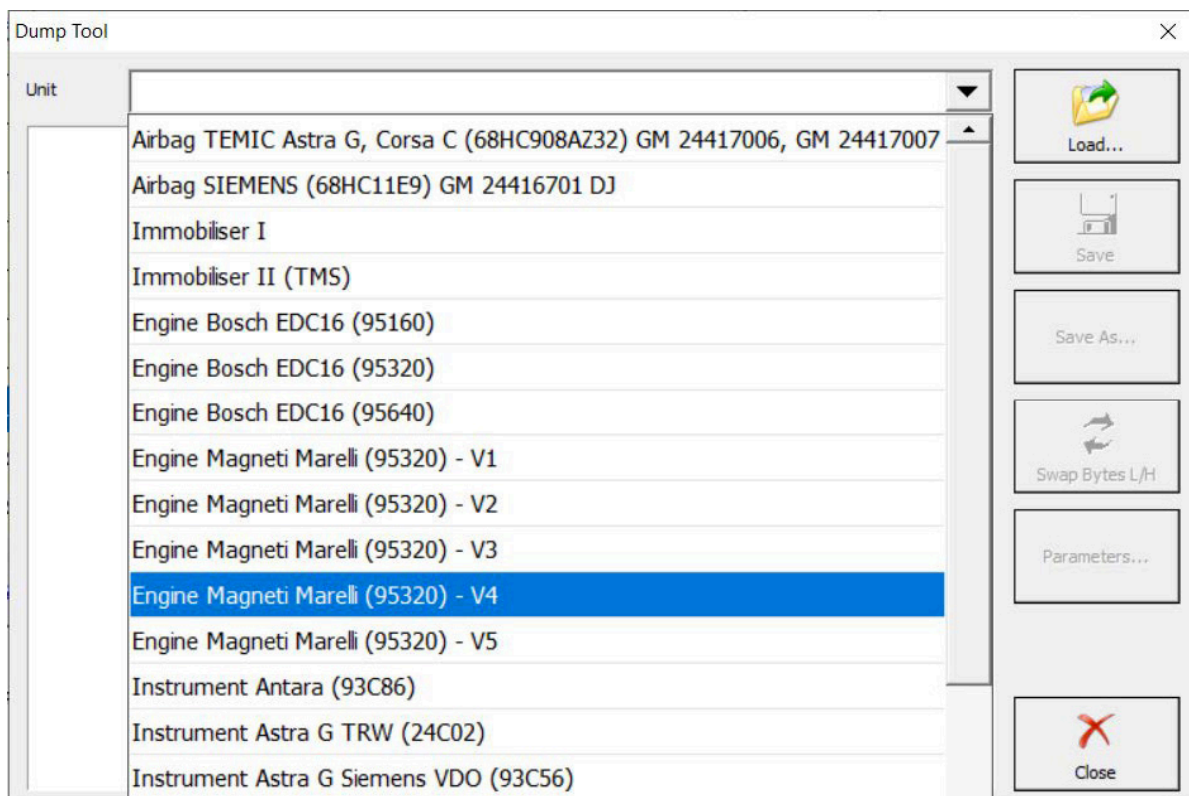 Dump Tool
Unit
Airbag TEMIC Astra G, Corsa C (68HC908AZ32) GM 24417006, GM 24417007
Airbag SIEMENS (68HC11E9) GM 24416701 DJ
Immobiliser I
Immobiliser II (TMS)
Engine Bosch EDC16 (95160)
Engine Bosch EDC16 (95320)
Engine Bosch EDC16 (95640)
Engine Magneti Marelli (95320) - V1
Engine Magneti Marelli (95320) - V2
Engine Magneti Marelli (95320) - V3
Engine Magneti Marelli (95320) - V4
Engine Magneti Marelli (95320) - V5
Instrument Antara (93C86)
Instrument Astra G TRW (24C02)
Instrument Astra G Siemens VDO (93C56)
Load...
Save
Save As...
Swap Bytes L/H
Parameters...
Close